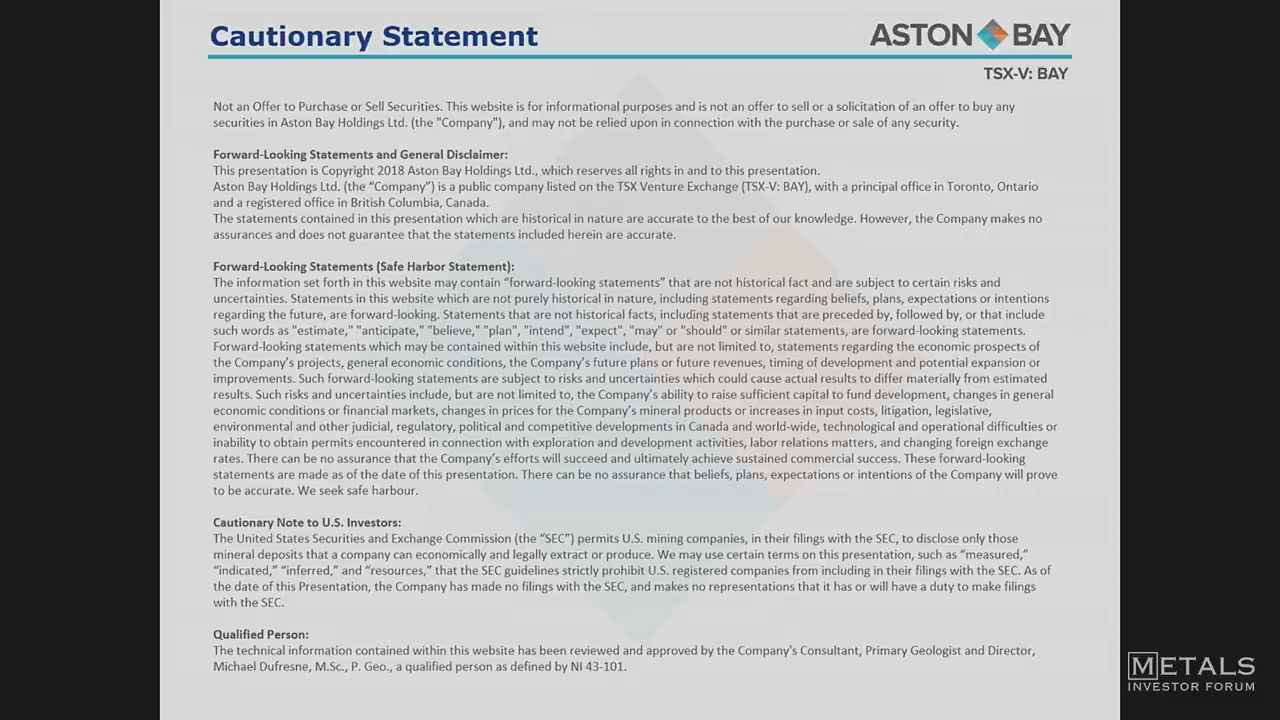 Cautionary Statement
ASTON BAY
TSX-V: BAY
Not an Offer to Purchase or Sell Securities. This website is for informational purposes and is not an offer to sell or a solicitation of an offer to buy any
securities in Aston Bay Holdings Ltd. (the "Company"), and may not be relied upon in connection with the purchase or sale of any security.
Forward-Looking Statements and General Disclaimer:
This presentation is Copyright 2018 Aston Bay Holdings Ltd., which reserves all rights in and to this presentation.
Aston Bay Holdings Ltd. (the “Company”) is a public company listed on the TSX Venture Exchange (TSX-V: BAY), with a principal office in Toronto, Ontario
and a registered office in British Columbia, Canada.
The statements contained in this presentation which are historical in nature are accurate to the best of our knowledge. However, the Company makes no
assurances and does not guarantee that the statements included herein are accurate.
Forward-Looking Statements (Safe Harbor Statement):
The information set forth in this website may contain “forward-looking statements” that are not historical fact and are subject to certain risks and
uncertainties. Statements in this website which are not purely historical in nature, including statements regarding beliefs, plans, expectations or intentions
regarding the future, are forward-looking. Statements that are not historical facts, including statements that are preceded by, followed by, or that include
such words as "estimate," "anticipate," "believe," "plan", "intend", "expect", "may" or "should" or similar statements, are forward-looking statements.
Forward-looking statements which may be contained within this website include, but are not limited to, statements regarding the economic prospects of
the Company’s projects, general economic conditions, the Company’s future plans or future revenues, timing of development and potential expansion or
improvements. Such forward-looking statements are subject to risks and uncertainties which could cause actual results to differ materially from estimated
results. Such risks and uncertainties include, but are not limited to, the Company’s ability to raise sufficient capital to fund development, changes in general
economic conditions or financial markets, changes in prices for the Company’s mineral products or increases in input costs, litigation, legislative,
environmental and other judicial, regulatory, political and competitive developments in Canada and world-wide, technological and operational difficulties or
inability to obtain permits encountered in connection with exploration and development activities, labor relations matters, and changing foreign exchange
rates. There can be no assurance that the Company’s efforts will succeed and ultimately achieve sustained commercial success. These forward-looking
statements are made as of the date of this presentation. There can be no assurance that beliefs, plans, expectations or intentions of the Company will prove
to be accurate. We seek safe harbour.
Cautionary Note to U.S. Investors:
The United States Securities and Exchange Commission (the “SEC”) permits U.S. mining companies, in their filings with the SEC, to disclose only those
mineral deposits that a company can economically and legally extract or produce. We may use certain terms on this presentation, such as “measured,”
“indicated,” “inferred,” and “resources,” that the SEC guidelines strictly prohibit U.S. registered companies from including in their filings with the SEC. As of
the date of this Presentation, the Company has made no filings with the SEC, and makes no representations that it has or will have a duty to make filings
with the SEC.
Qualified Person:
The technical information contained within this website has been reviewed and approved by the Company's Consultant, Primary Geologist and Director,
Michael Dufresne, M.Sc., P. Geo., a qualified person as defined by NI 43-101.
METALS
INVESTOR FORUM